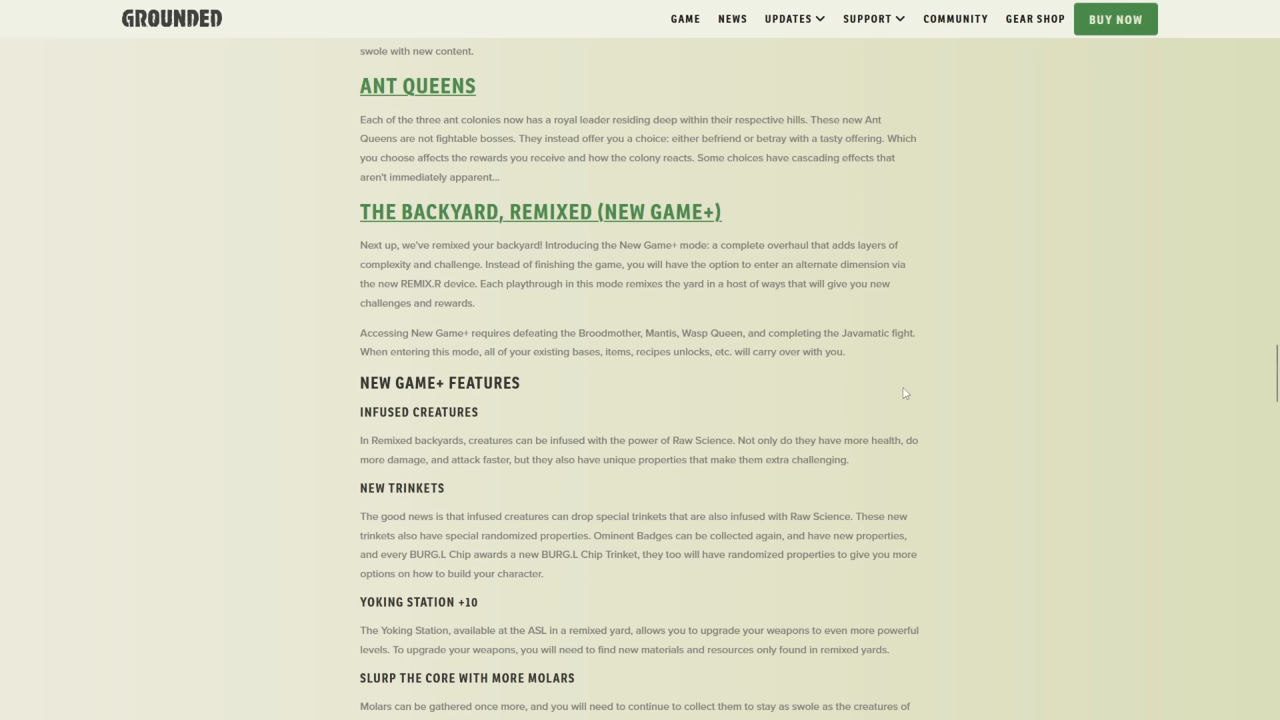 GROUNDED
GAME NEWS UPDATES SUPPORT COMMUNITY GEAR SHOP BUY NOW
swole with new content.
ANT QUEENS
Each of the three ant colonies now has a royal leader residing deep within their respective hills. These new Ant
Queens are not fightable bosses. They instead offer you a choice: either befriend or betray with a tasty offering. Which
you choose affects the rewards you receive and how the colony reacts. Some choices have cascading effects that
aren't immediately apparent...
THE BACKYARD, REMIXED (NEW GAME+)
Next up, we've remixed your backyard! Introducing the New Game+ mode: a complete overhaul that adds layers of
complexity and challenge. Instead of finishing the game, you will have the option to enter an alternate dimension via
the new REMIX.R device. Each playthrough in this mode remixes the yard in a host of ways that will give you new
challenges and rewards.
Accessing New Game+ requires defeating the Broodmother, Mantis, Wasp Queen, and completing the Javamatic fight.
When entering this mode, all of your existing bases, items, recipes unlocks, etc. will carry over with you.
NEW GAME+ FEATURES
INFUSED CREATURES
In Remixed backyards, creatures can be infused with the power of Raw Science. Not only do they have more health, do
more damage, and attack faster, but they also have unique properties that make them extra challenging.
NEW TRINKETS
The good news is that infused creatures can drop special trinkets that are also infused with Raw Science. These new
trinkets also have special randomized properties. Ominent Badges can be collected again, and have new properties,
and every BURG.L Chip awards a new BURG.L Chip Trinket, they too will have randomized properties to give you more
options on how to build your character.
YOKING STATION +10
The Yoking Station, available at the ASL in a remixed yard, allows you to upgrade your weapons to even more powerful
levels. To upgrade your weapons, you will need to find new materials and resources only found in remixed yards.
SLURP THE CORE WITH MORE MOLARS
Molars can be gathered once more, and you will need to continue to collect them to stay as swole as the creatures of